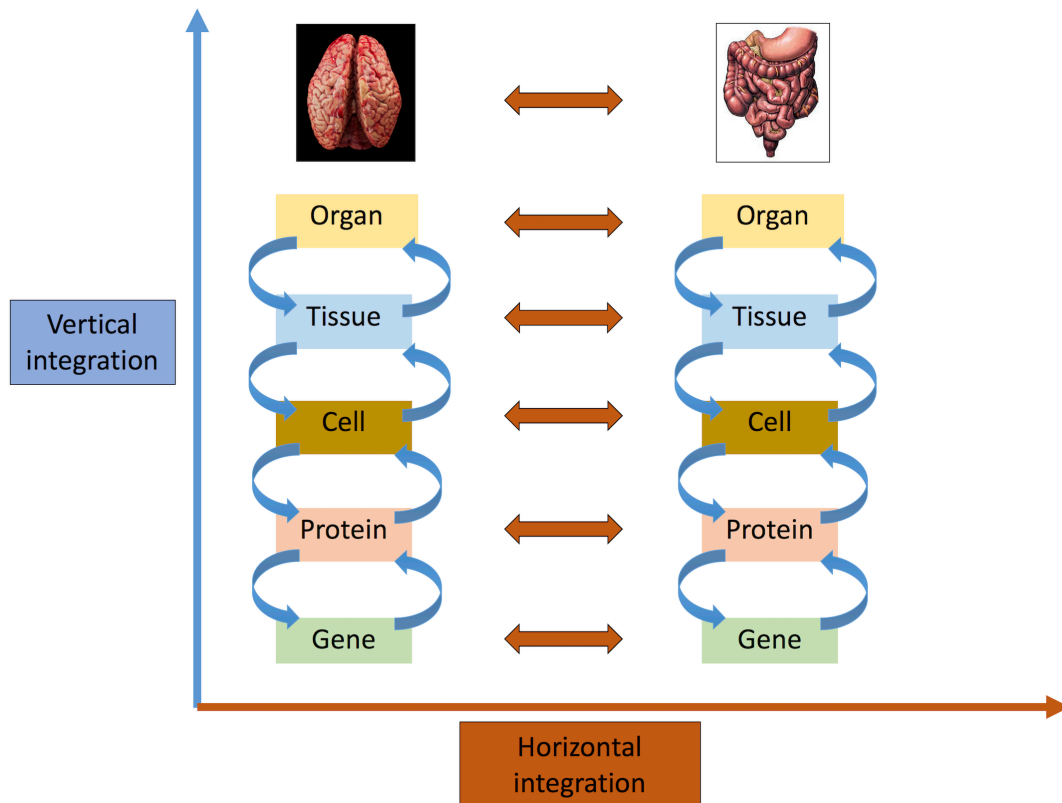 Organ
Organ
Vertical
integration
Tissue
Tissue
Cell
Cell
Protein
Protein
Gene
Gene
Horizontal
integration